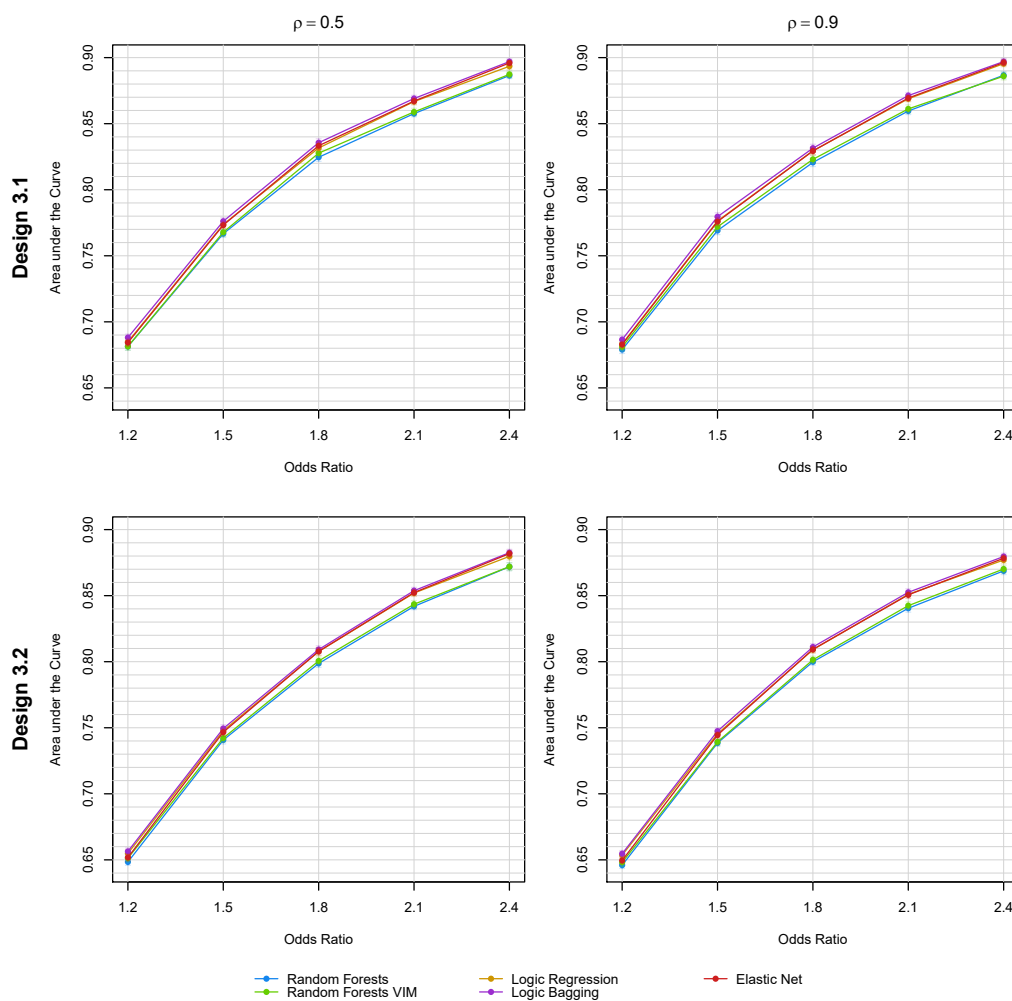 ρ = 0.5
ρ = 0.9
Design 3.1
Area under the Curve
0.90
0.85
0.80
0.75
0.70
0.65
1.2 1.5 1.8 2.1 2.4
Odds Ratio
Area under the Curve
0.90
0.85
0.80
0.75
0.70
0.65
1.2 1.5 1.8 2.1 2.4
Odds Ratio
Design 3.2
Area under the Curve
0.90
0.85
0.80
0.75
0.70
0.65
1.2 1.5 1.8 2.1 2.4
Odds Ratio
Area under the Curve
0.90
0.85
0.80
0.75
0.70
0.65
1.2 1.5 1.8 2.1 2.4
Odds Ratio
Random Forests Logic Regression Elastic Net
Random Forests VIM Logic Bagging